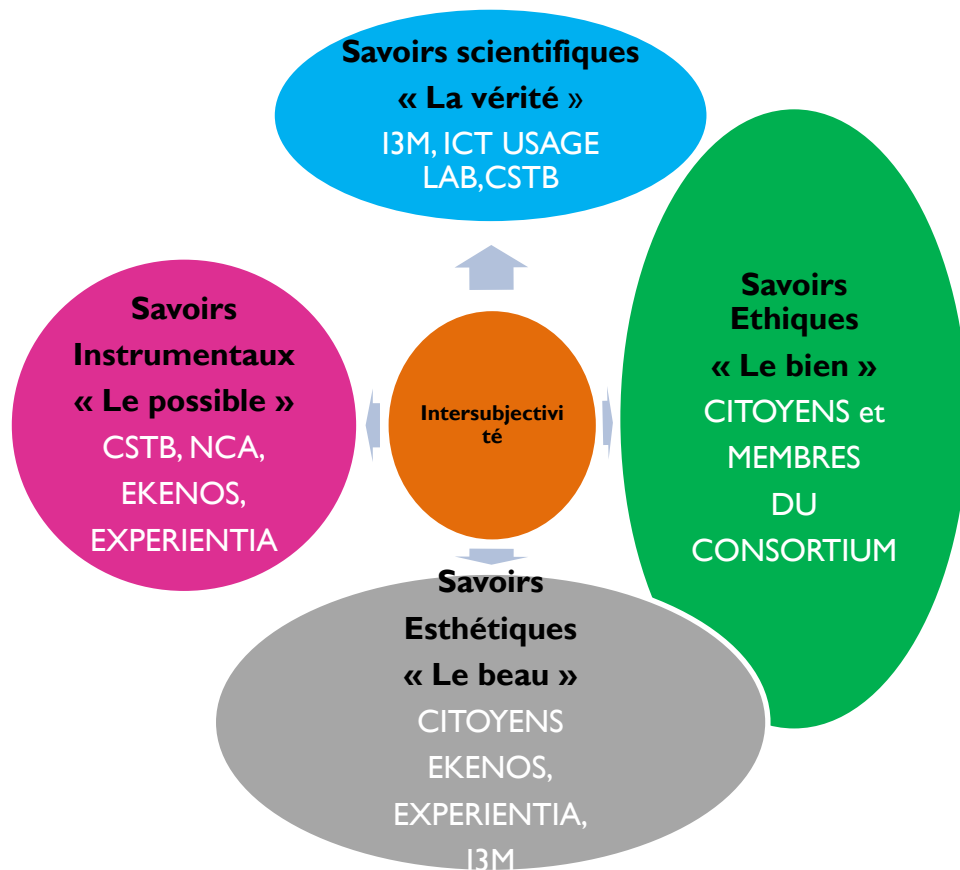 Savoirs scientifiques
« La vérité »
I3M, ICT USAGE
LAB,CSTB
Savoirs
Instrumentaux
« Le possible »
CSTB, NCA,
EKENOS,
EXPERIENTIA
Intersubjectivi
té
Savoirs
Ethiques
« Le bien »
CITOYENS et
MEMBRES
DU
CONSORTIUM
Savoirs
Esthétiques
« Le beau »
CITOYENS
EKENOS,
EXPERIENTIA,
I3M